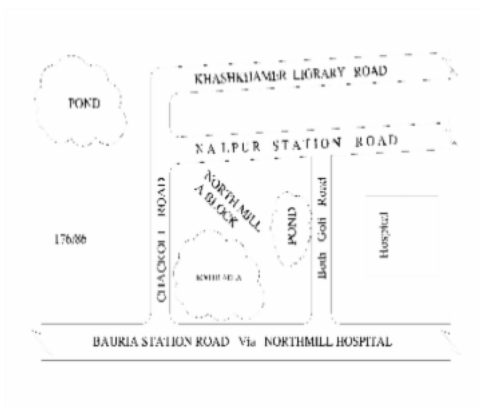 KHASHKHAMER LIGRARY ROAD
POND
NALPUR STATION ROAD
NORTH MILL
A BLOCK
CHACKOLI ROAD
POND
Both Goli Road
Hospital
176/86
BAURIA STATION ROAD Via NORTHMILL HOSPITAL